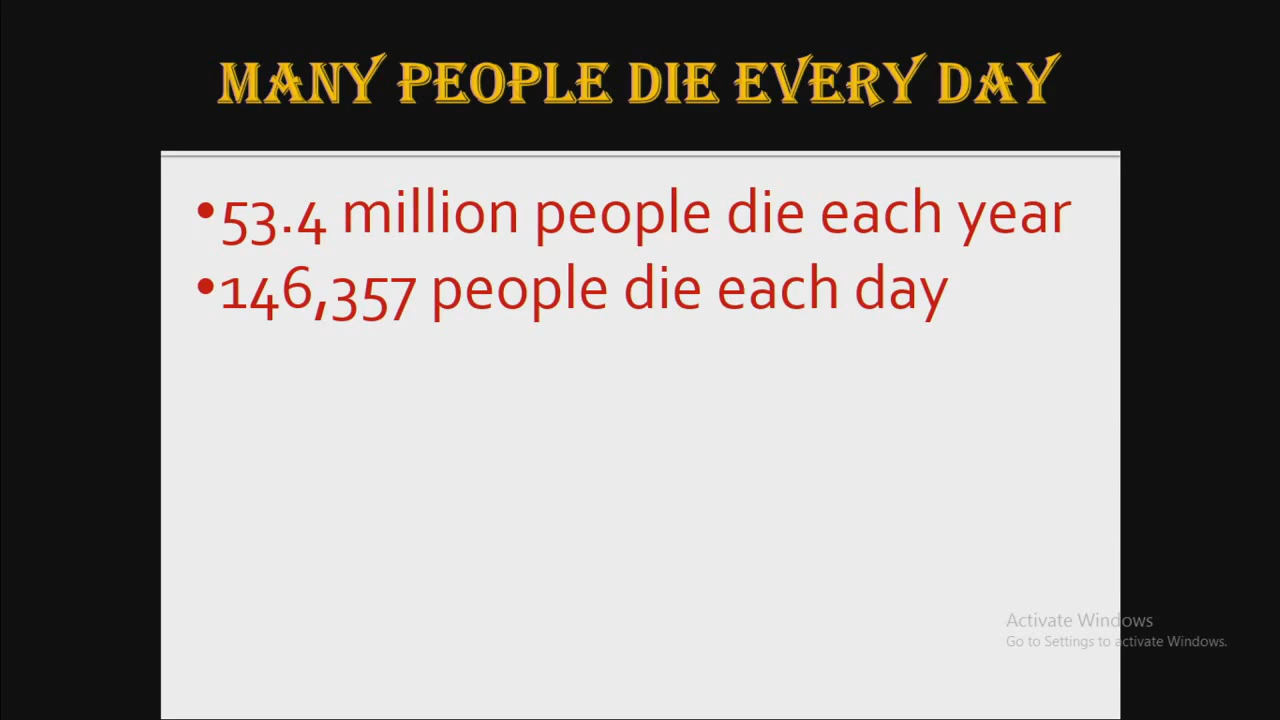 MANY PEOPLE DIE EVERY DAY
•53.4 million people die each year
•146,357 people die each day
Activate Windows
Go to Settings to activate Windows.